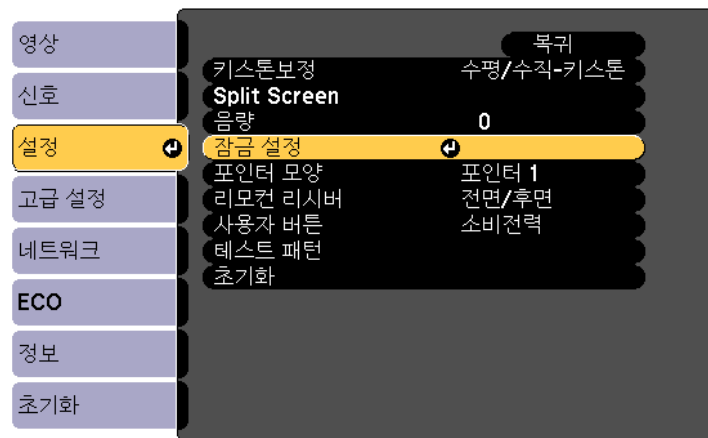 영상
신호
설정
고급 설정
네트워크
ECO
정보
초기화
복귀
키스톤보정 수평/수직-키스톤
Split Screen
음량 0
잠금 설정
포인터 모양 포인터 1
리모컨 리시버 전면/후면
사용자 버튼 소비전력
테스트 패턴
초기화